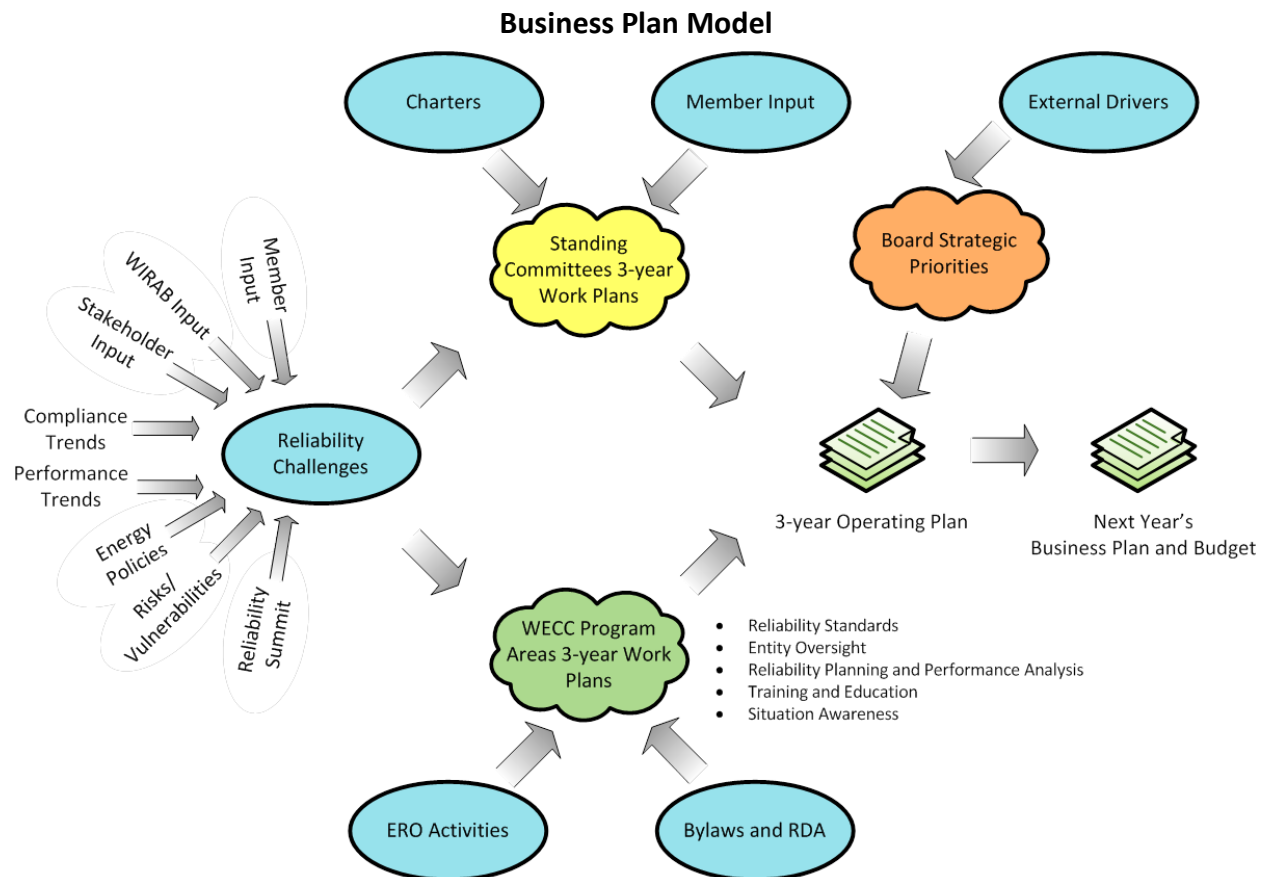 Business Plan Model
Charters
Member Input
External Drivers
Standing
Committees 3-year
Work Plans
Board Strategic
Priorities
Member
Input
WIRAB Input
Stakeholder
Input
Compliance
Trends
Performance
Trends
Energy
Policies
Risks/
Vulnerabilities
Reliability
Summit
Reliability
Challenges
3-year Operating Plan
Next Year's
Business Plan and Budget
WECC Program
Areas 3-year Work
Plans
• Reliability Standards
• Entity Oversight
• Reliability Planning and Performance Analysis
• Training and Education
• Situation Awareness
ERO Activities
Bylaws and RDA